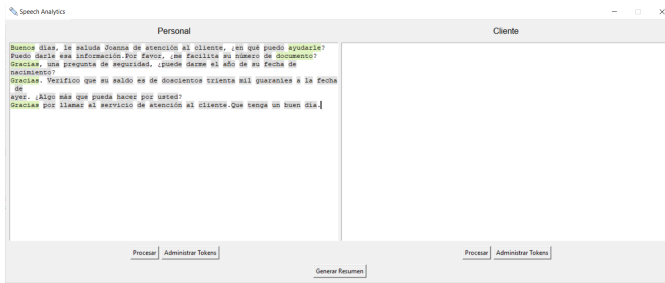 Speech Analytics
Personal
Cliente
Buenos días, le saluda Joanna de atención al cliente, ¿en qué puedo ayudarle?
Puedo darle esa información.Por favor, ¿me facilita su número de documento?
Gracias, una pregunta de seguridad, ¿puede darme el año de su fecha de
nacimiento?
Gracias. Verifico que su saldo es de doscientos trienta mil guaraníes a la fecha
de
ayer. ¿Algo más que pueda hacer por usted?
Gracias por llamar al servicio de atención al cliente.Que tenga un buen día.
Procesar Administrar Tokens
Procesar Administrar Tokens
Generar Resumen